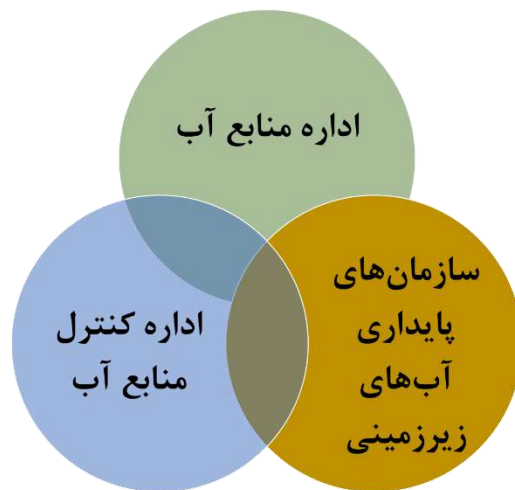 اداره منابع آب
سازمان‌های
پایداری
آب‌های
زیرزمینی
اداره کنترل
منابع آب